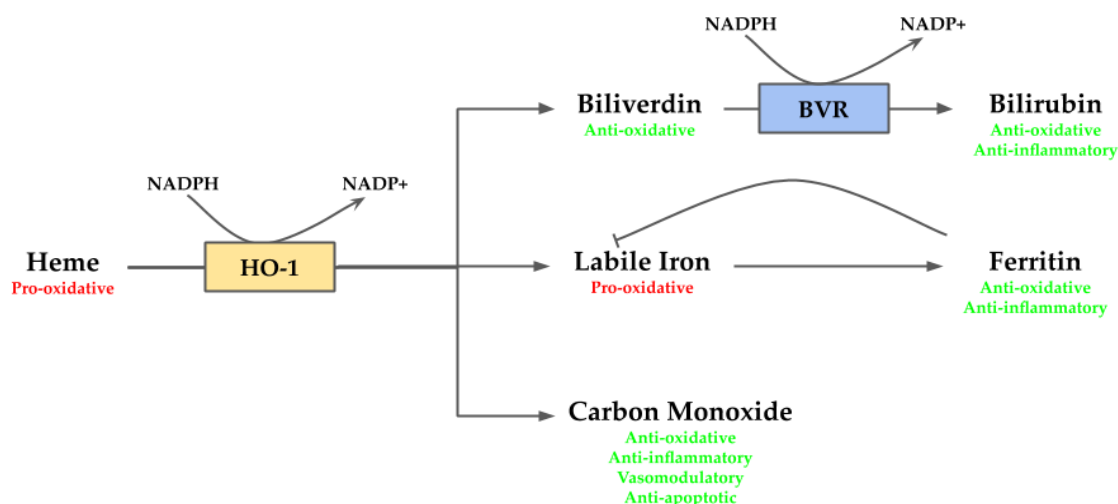 NADPH
NADP+
Biliverdin
Anti-oxidative
BVR
Bilirubin
Anti-oxidative
Anti-inflammatory
NADPH
NADP+
Heme
Pro-oxidative
HO-1
Labile Iron
Pro-oxidative
Ferritin
Anti-oxidative
Anti-inflammatory
Carbon Monoxide
Anti-oxidative
Anti-inflammatory
Vasomodulatory
Anti-apoptotic